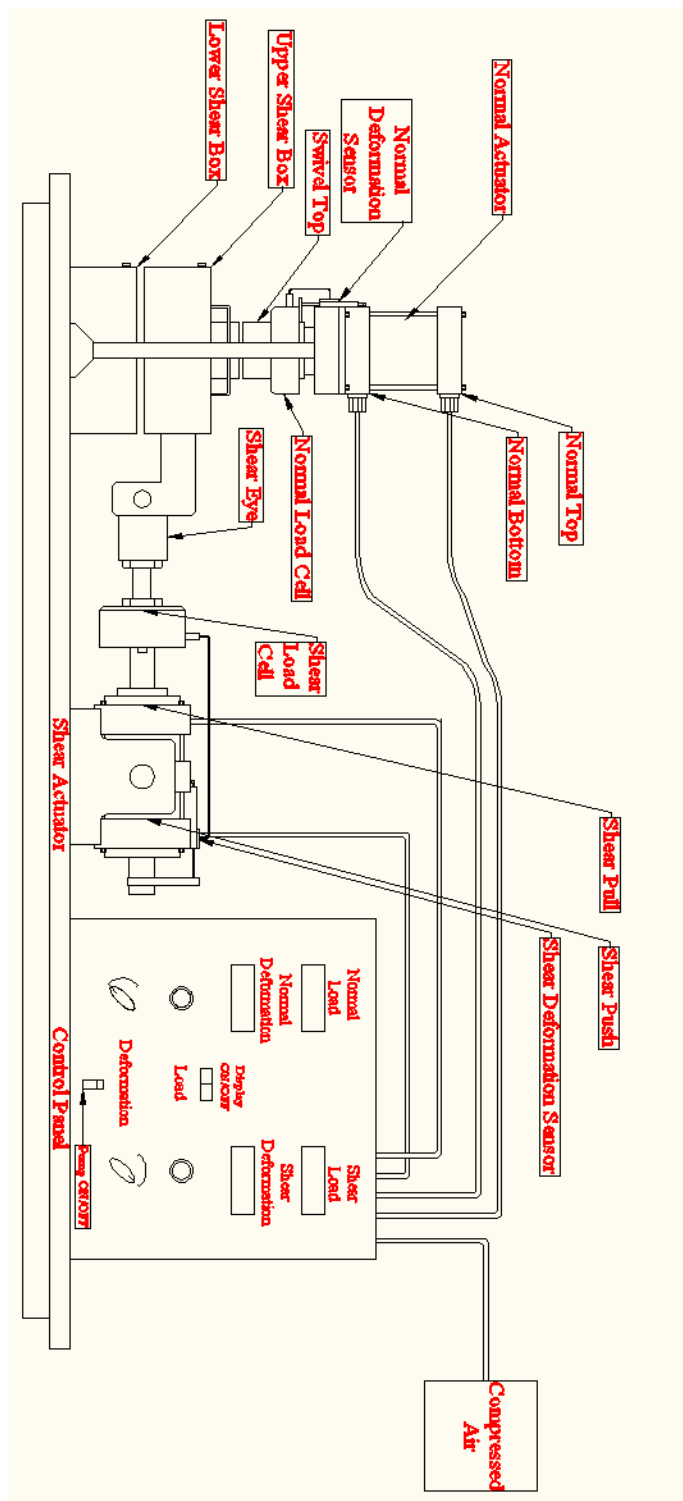 Shear Pull
Shear Push
Normal Top
Shear Deformation Sensor
Normal Bottom
Normal Actuator
Compressed
Air
Normal
Deformation
Sensor
Swivel Top
Normal Load Cell
Shear
Load
Cell
Upper Shear Box
Lower Shear Box
Shear Eye
Normal
Load
Shear
Load
Normal
Deformation
Shear
Deformation
Display
ON/OFF
Load
Deformation
Pump ON/OFF
Shear Actuator
Control Panel